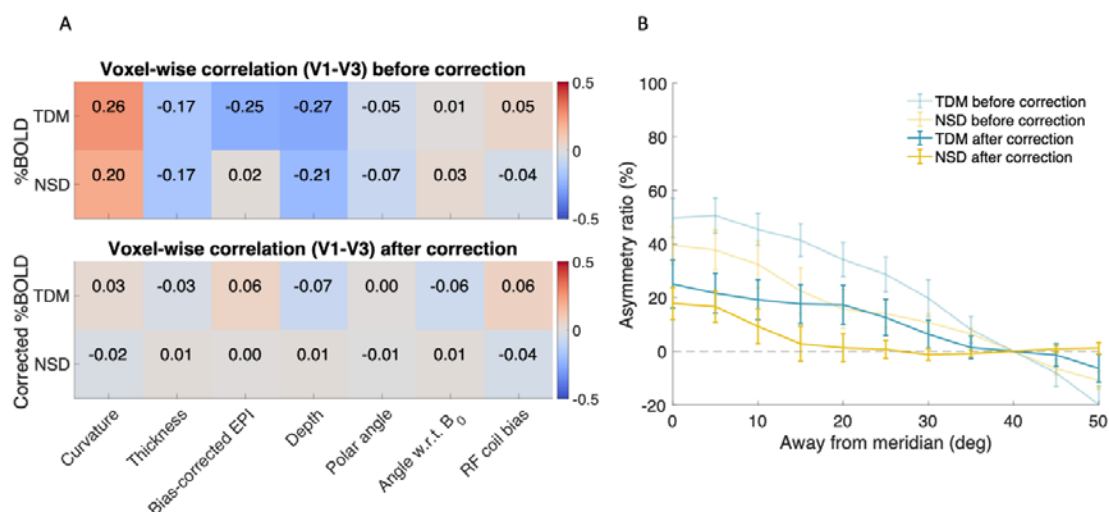 A
Voxel-wise correlation (V1-V3) before correction
%BOLD
TDM
0.26 -0.17 -0.25 -0.27 -0.05 0.01 0.05
NSD
0.20 -0.17 0.02 -0.21 -0.07 0.03 -0.04
0.5
0
-0.5
Voxel-wise correlation (V1-V3) after correction
Corrected %BOLD
TDM
0.03 -0.03 0.06 -0.07 0.00 -0.06 0.06
NSD
-0.02 0.01 0.00 0.01 -0.01 0.01 -0.04
0.5
0
-0.5
Curvature
Thickness
Bias-corrected EPI
Depth
Polar angle
Angle w.r.t. B0
RF coil bias
B
Asymmetry ratio (%)
100
80
60
40
20
0
-20
TDM before correction
NSD before correction
TDM after correction
NSD after correction
0 10 20 30 40 50
Away from meridian (deg)